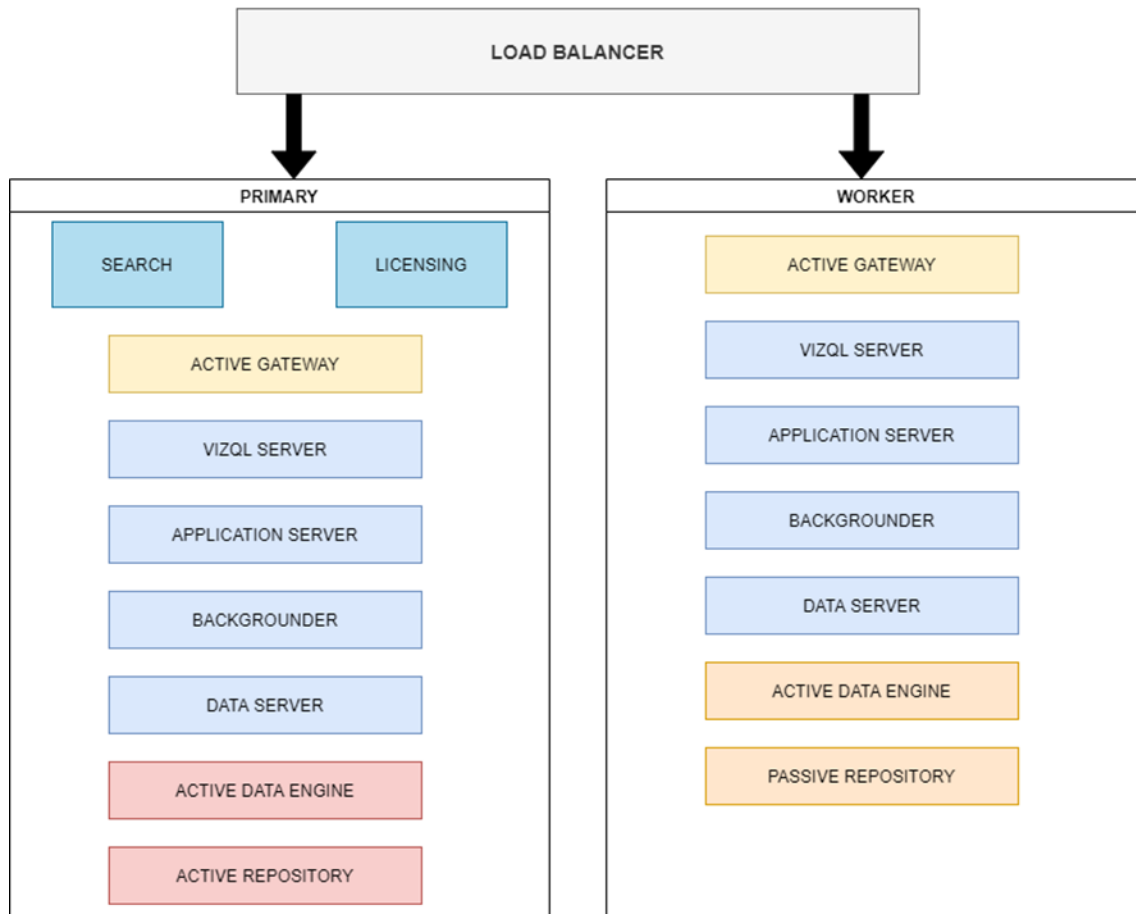 LOAD BALANCER
PRIMARY
SEARCH
LICENSING
ACTIVE GATEWAY
VIZQL SERVER
APPLICATION SERVER
BACKGROUNDER
DATA SERVER
ACTIVE DATA ENGINE
ACTIVE REPOSITORY
WORKER
ACTIVE GATEWAY
VIZQL SERVER
APPLICATION SERVER
BACKGROUNDER
DATA SERVER
ACTIVE DATA ENGINE
PASSIVE REPOSITORY